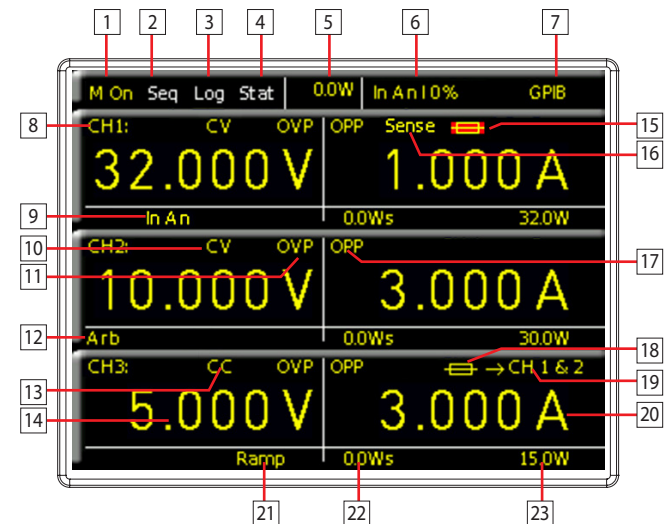 1 2 3 4 5 6 7
M On Seq Log Stat 0.0W In An I 0% GPIB
8 CH1: CV OVP OPP Sense 15
16
32.000 V 1.000 A
9 In An 0.0Ws 32.0W
10 CH2: CV OVP OPP 17
11
10.000 V 3.000 A
12 Arb 0.0Ws 30.0W
18
CH3: CC OVP OPP → CH 1 & 2 19
13
14 5.000 V 3.000 A 20
Ramp 0.0Ws 15.0W
21 22 23